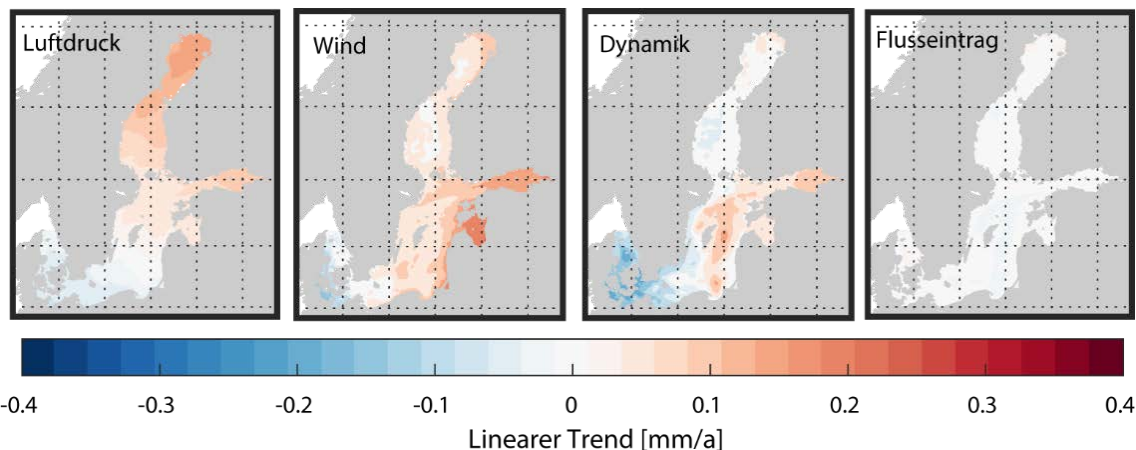 Luftdruck
Wind
Dynamik
Flusseintrag
-0.4 -0.3 -0.2 -0.1 0 0.1 0.2 0.3 0.4
Linearer Trend [mm/a]